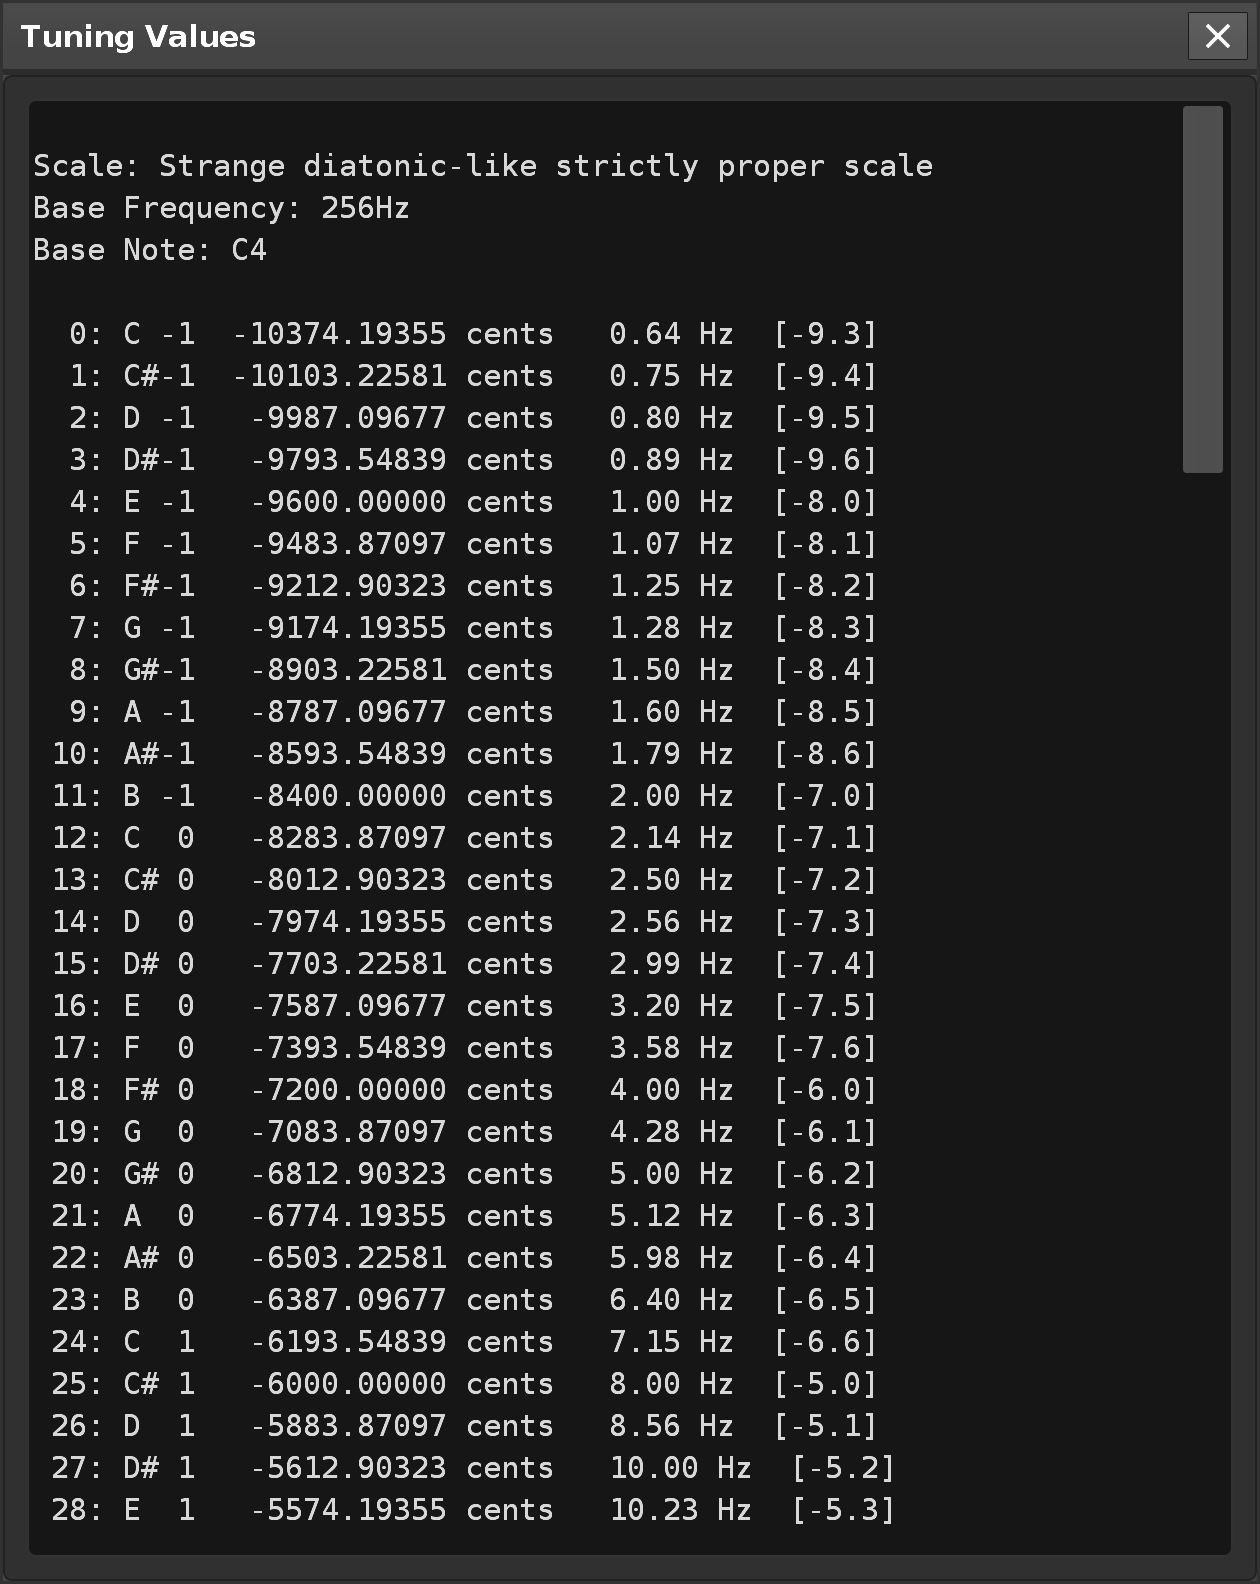 Tuning Values
Scale: Strange diatonic-like strictly proper scale
Base Frequency: 256Hz
Base Note: C4
0: C -1 -10374.19355 cents 0.64 Hz [-9.3]
1: C#-1 -10103.22581 cents 0.75 Hz [-9.4]
2: D -1 -9987.09677 cents 0.80 Hz [-9.5]
3: D#-1 -9793.54839 cents 0.89 Hz [-9.6]
4: E -1 -9600.00000 cents 1.00 Hz [-8.0]
5: F -1 -9483.87097 cents 1.07 Hz [-8.1]
6: F#-1 -9212.90323 cents 1.25 Hz [-8.2]
7: G -1 -9174.19355 cents 1.28 Hz [-8.3]
8: G#-1 -8903.22581 cents 1.50 Hz [-8.4]
9: A -1 -8787.09677 cents 1.60 Hz [-8.5]
10: A#-1 -8593.54839 cents 1.79 Hz [-8.6]
11: B -1 -8400.00000 cents 2.00 Hz [-7.0]
12: C 0 -8283.87097 cents 2.14 Hz [-7.1]
13: C# 0 -8012.90323 cents 2.50 Hz [-7.2]
14: D 0 -7974.19355 cents 2.56 Hz [-7.3]
15: D# 0 -7703.22581 cents 2.99 Hz [-7.4]
16: E 0 -7587.09677 cents 3.20 Hz [-7.5]
17: F 0 -7393.54839 cents 3.58 Hz [-7.6]
18: F# 0 -7200.00000 cents 4.00 Hz [-6.0]
19: G 0 -7083.87097 cents 4.28 Hz [-6.1]
20: G# 0 -6812.90323 cents 5.00 Hz [-6.2]
21: A 0 -6774.19355 cents 5.12 Hz [-6.3]
22: A# 0 -6503.22581 cents 5.98 Hz [-6.4]
23: B 0 -6387.09677 cents 6.40 Hz [-6.5]
24: C 1 -6193.54839 cents 7.15 Hz [-6.6]
25: C# 1 -6000.00000 cents 8.00 Hz [-5.0]
26: D 1 -5883.87097 cents 8.56 Hz [-5.1]
27: D# 1 -5612.90323 cents 10.00 Hz [-5.2]
28: E 1 -5574.19355 cents 10.23 Hz [-5.3]